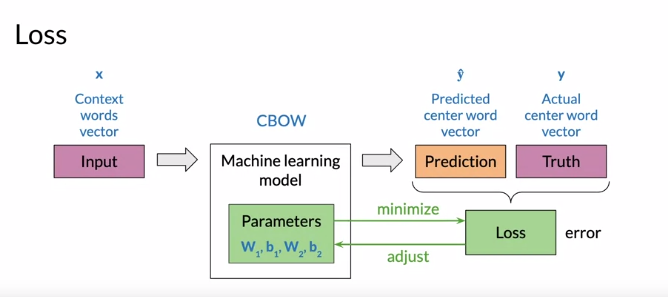 Loss
x
Context
words
vector
Input
CBOW
Machine learning
model
Parameters
W₁, b₁, W₂, b₂
ŷ
Predicted
center word
vector
Prediction
y
Actual
center word
vector
Truth
minimize
adjust
Loss
error